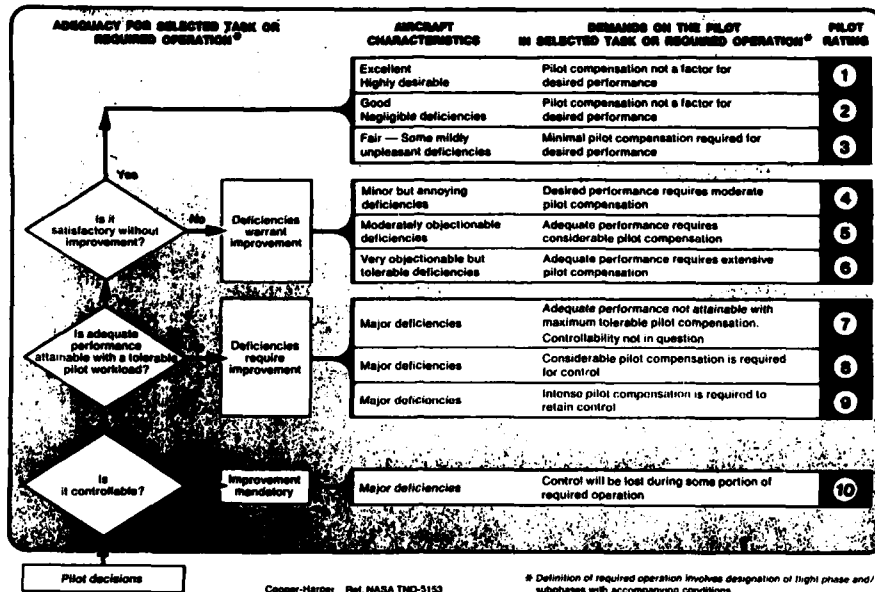 ADEQUACY FOR SELECTED TASK OR
REQUIRED OPERATION*
AIRCRAFT
CHARACTERISTICS
DEMANDS ON THE PILOT
IN SELECTED TASK OR REQUIRED OPERATION*
PILOT
RATING
Excellent
Highly desirable
Pilot compensation not a factor for
desired performance
1
Good
Negligible deficiencies
Pilot compensation not a factor for
desired performance
2
Fair — Some mildly
unpleasant deficiencies
Minimal pilot compensation required for
desired performance
3
Yes
Is it
satisfactory without
improvement?
No
Deficiencies
warrant
improvement
Minor but annoying
deficiencies
Desired performance requires moderate
pilot compensation
4
Moderately objectionable
deficiencies
Adequate performance requires
considerable pilot compensation
5
Very objectionable but
tolerable deficiencies
Adequate performance requires extensive
pilot compensation
6
Is adequate
performance
attainable with a tolerable
pilot workload?
Deficiencies
require
improvement
Major deficiencies
Adequate performance not attainable with
maximum tolerable pilot compensation.
Controllability not in question
7
Major deficiencies
Considerable pilot compensation is required
for control
8
Major deficiencies
Intense pilot compensation is required to
retain control
9
Is
it controllable?
Improvement
mandatory
Major deficiencies
Control will be lost during some portion of
required operation
10
Pilot decisions
Cooper-Harper Ref. NASA TND-5153
* Definition of required operation involves designation of flight phase and/
subphases with accompanying conditions